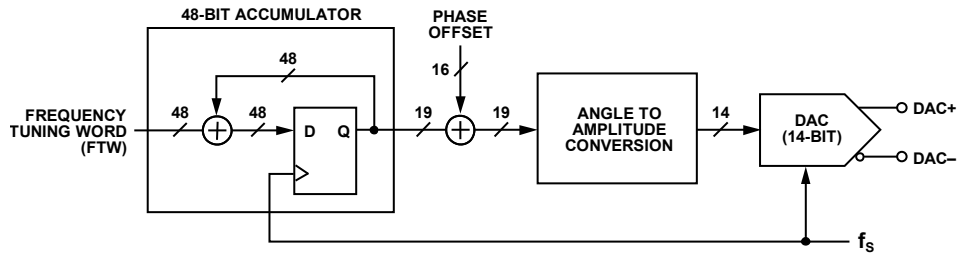 48-BIT ACCUMULATOR
PHASE
OFFSET
48
16
FREQUENCY
TUNING WORD
(FTW)
48
48
D Q
19
19
ANGLE TO
AMPLITUDE
CONVERSION
14
DAC
(14-BIT)
DAC+
DAC–
fS